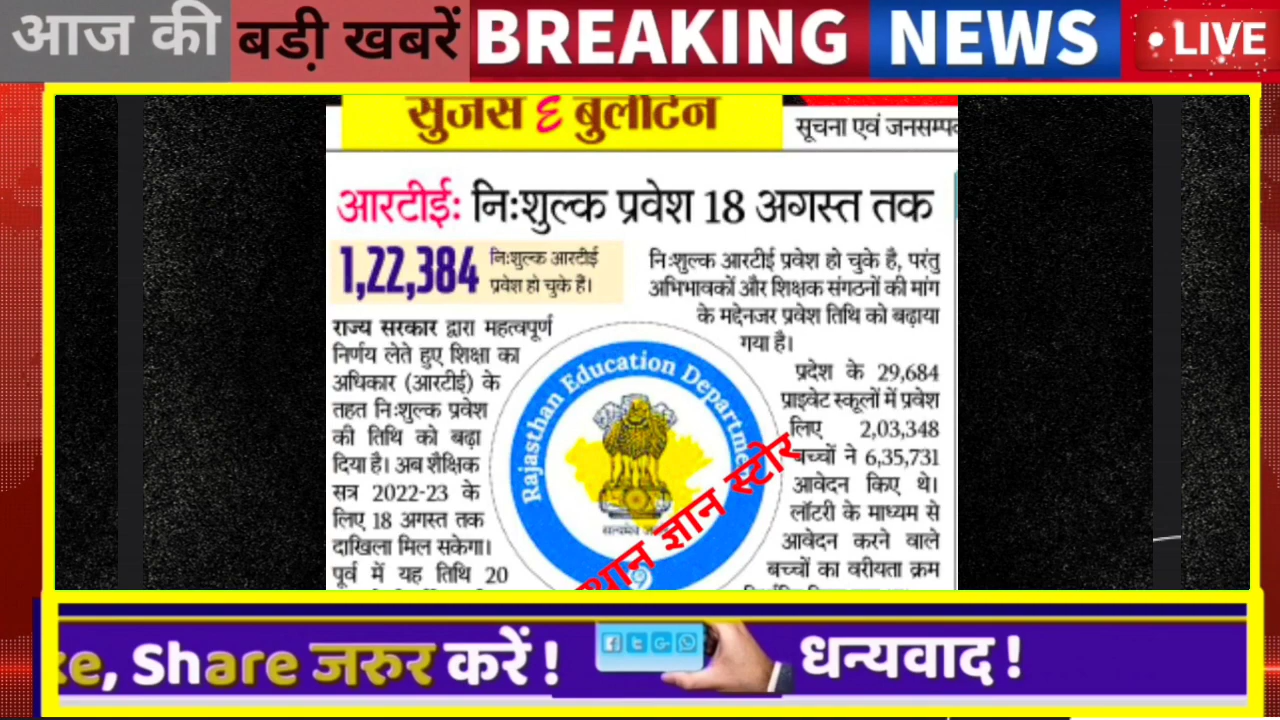 आज की बड़ी खबरें BREAKING NEWS LIVE
सुजस E बुलेटिन
सूचना एवं
आरटीई: निःशुल्क प्रवेश 18 अगस्त तक
1,22,384 निःशुल्क आरटीई
प्रवेश हो चुके हैं।
राज्य सरकार द्वारा महत्वपूर्ण
निर्णय लेते हुए शिक्षा का
अधिकार (आरटीई) के
तहत निःशुल्क प्रवेश
की तिथि को बढ़ा
दिया है। अब शैक्षिक
सत्र 2022-23 के
लिए 18 अगस्त तक
दाखिला मिल सकेगा।
पूर्व में यह तिथि 20
निःशुल्क आरटीई प्रवेश हो चुके है, परंतु
अभिभावकों और शिक्षक संगठनों की मांग
के मद्देनजर प्रवेश तिथि को बढ़ाया
गया है।
प्रदेश के 29,684
प्राइवेट स्कूलों में प्रवेश
लिए 2,03,348
बच्चों ने 6,35,731
आवेदन किए थे।
लॉटरी के माध्यम से
आवेदन करने वाले
बच्चों का वरीयता क्रम
Rajasthan Education Department
ज्ञान स्टोर
Share जरुर करें !
धन्यवाद !